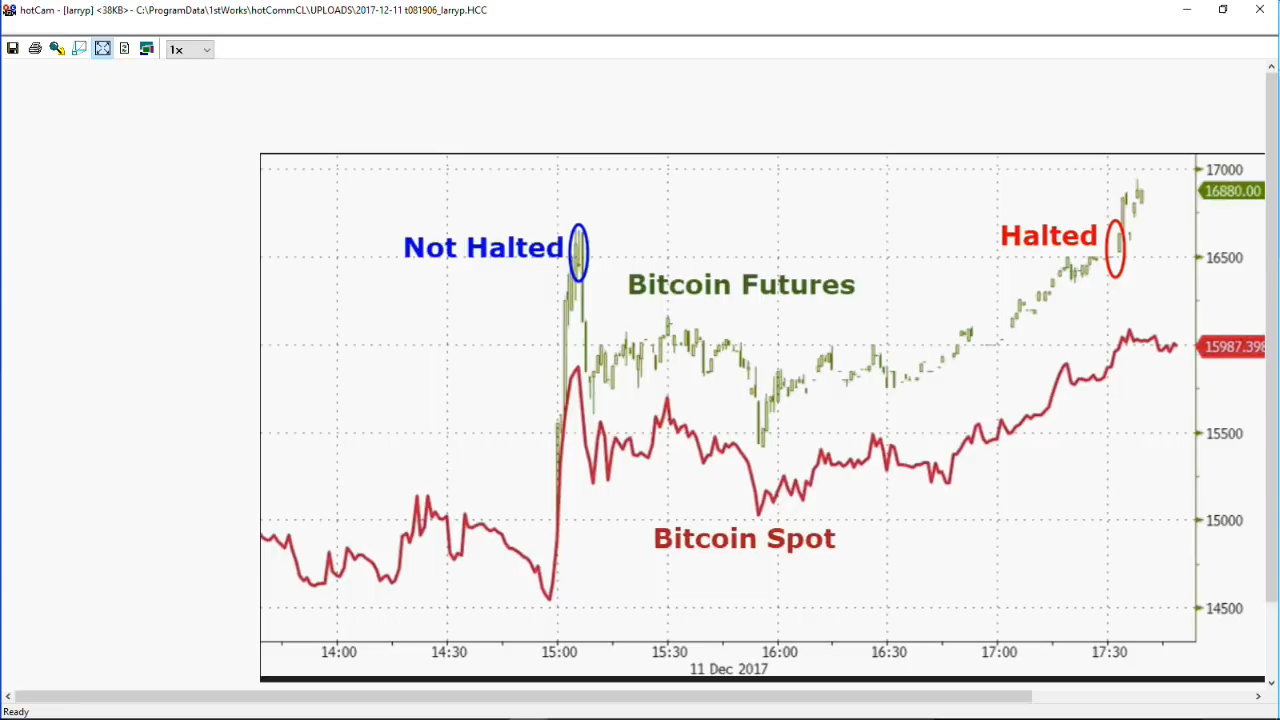 hotCam - [larryp] <38KB> - C:\ProgramData\1stWorks\hotCommCL\UPLOADS\2017-12-11 t081906_larryp.HCC
1x
17000
16880.00
Not Halted
Halted
16500
Bitcoin Futures
15987.398
15500
15000
Bitcoin Spot
14500
14:00 14:30 15:00 15:30 16:00 16:30 17:00 17:30
11 Dec 2017
Ready